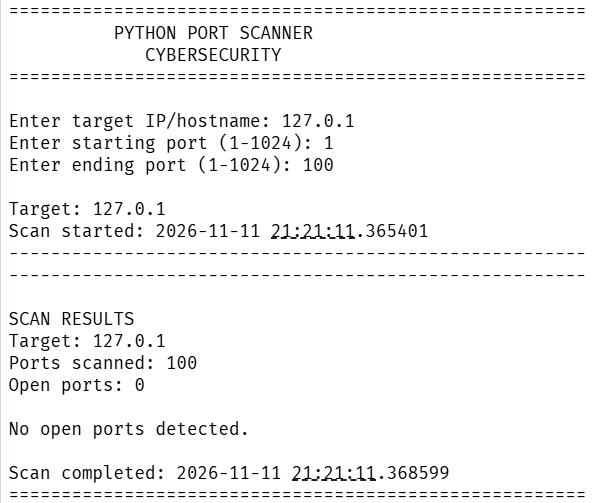 =======================================================
PYTHON PORT SCANNER
CYBERSECURITY
=======================================================
Enter target IP/hostname: 127.0.1
Enter starting port (1-1024): 1
Enter ending port (1-1024): 100
Target: 127.0.1
Scan started: 2026-11-11 21:21:11.365401
-------------------------------------------------------
-------------------------------------------------------
SCAN RESULTS
Target: 127.0.1
Ports scanned: 100
Open ports: 0
No open ports detected.
Scan completed: 2026-11-11 21:21:11.368599
=======================================================